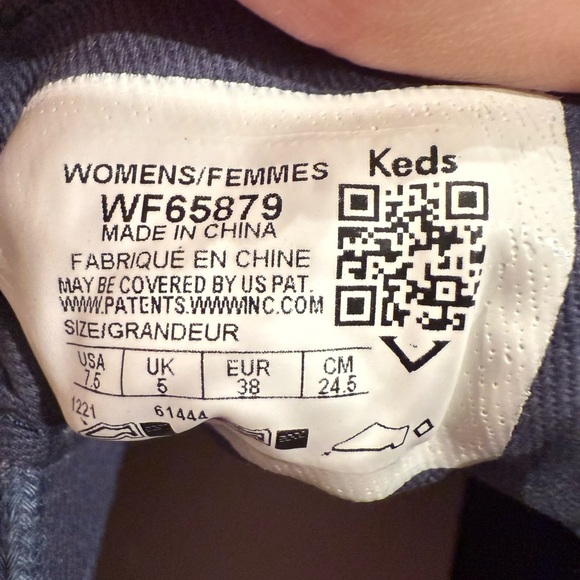 Keds
WOMENS/FEMMES
WF65879
MADE IN CHINA
FABRIQUÉ EN CHINE
MAY BE COVERED BY US PAT.
WWW.PATENTS.WWWINC.COM
SIZE/GRANDEUR
USA UK EUR CM
7.5 5 38 24.5
1221 61444